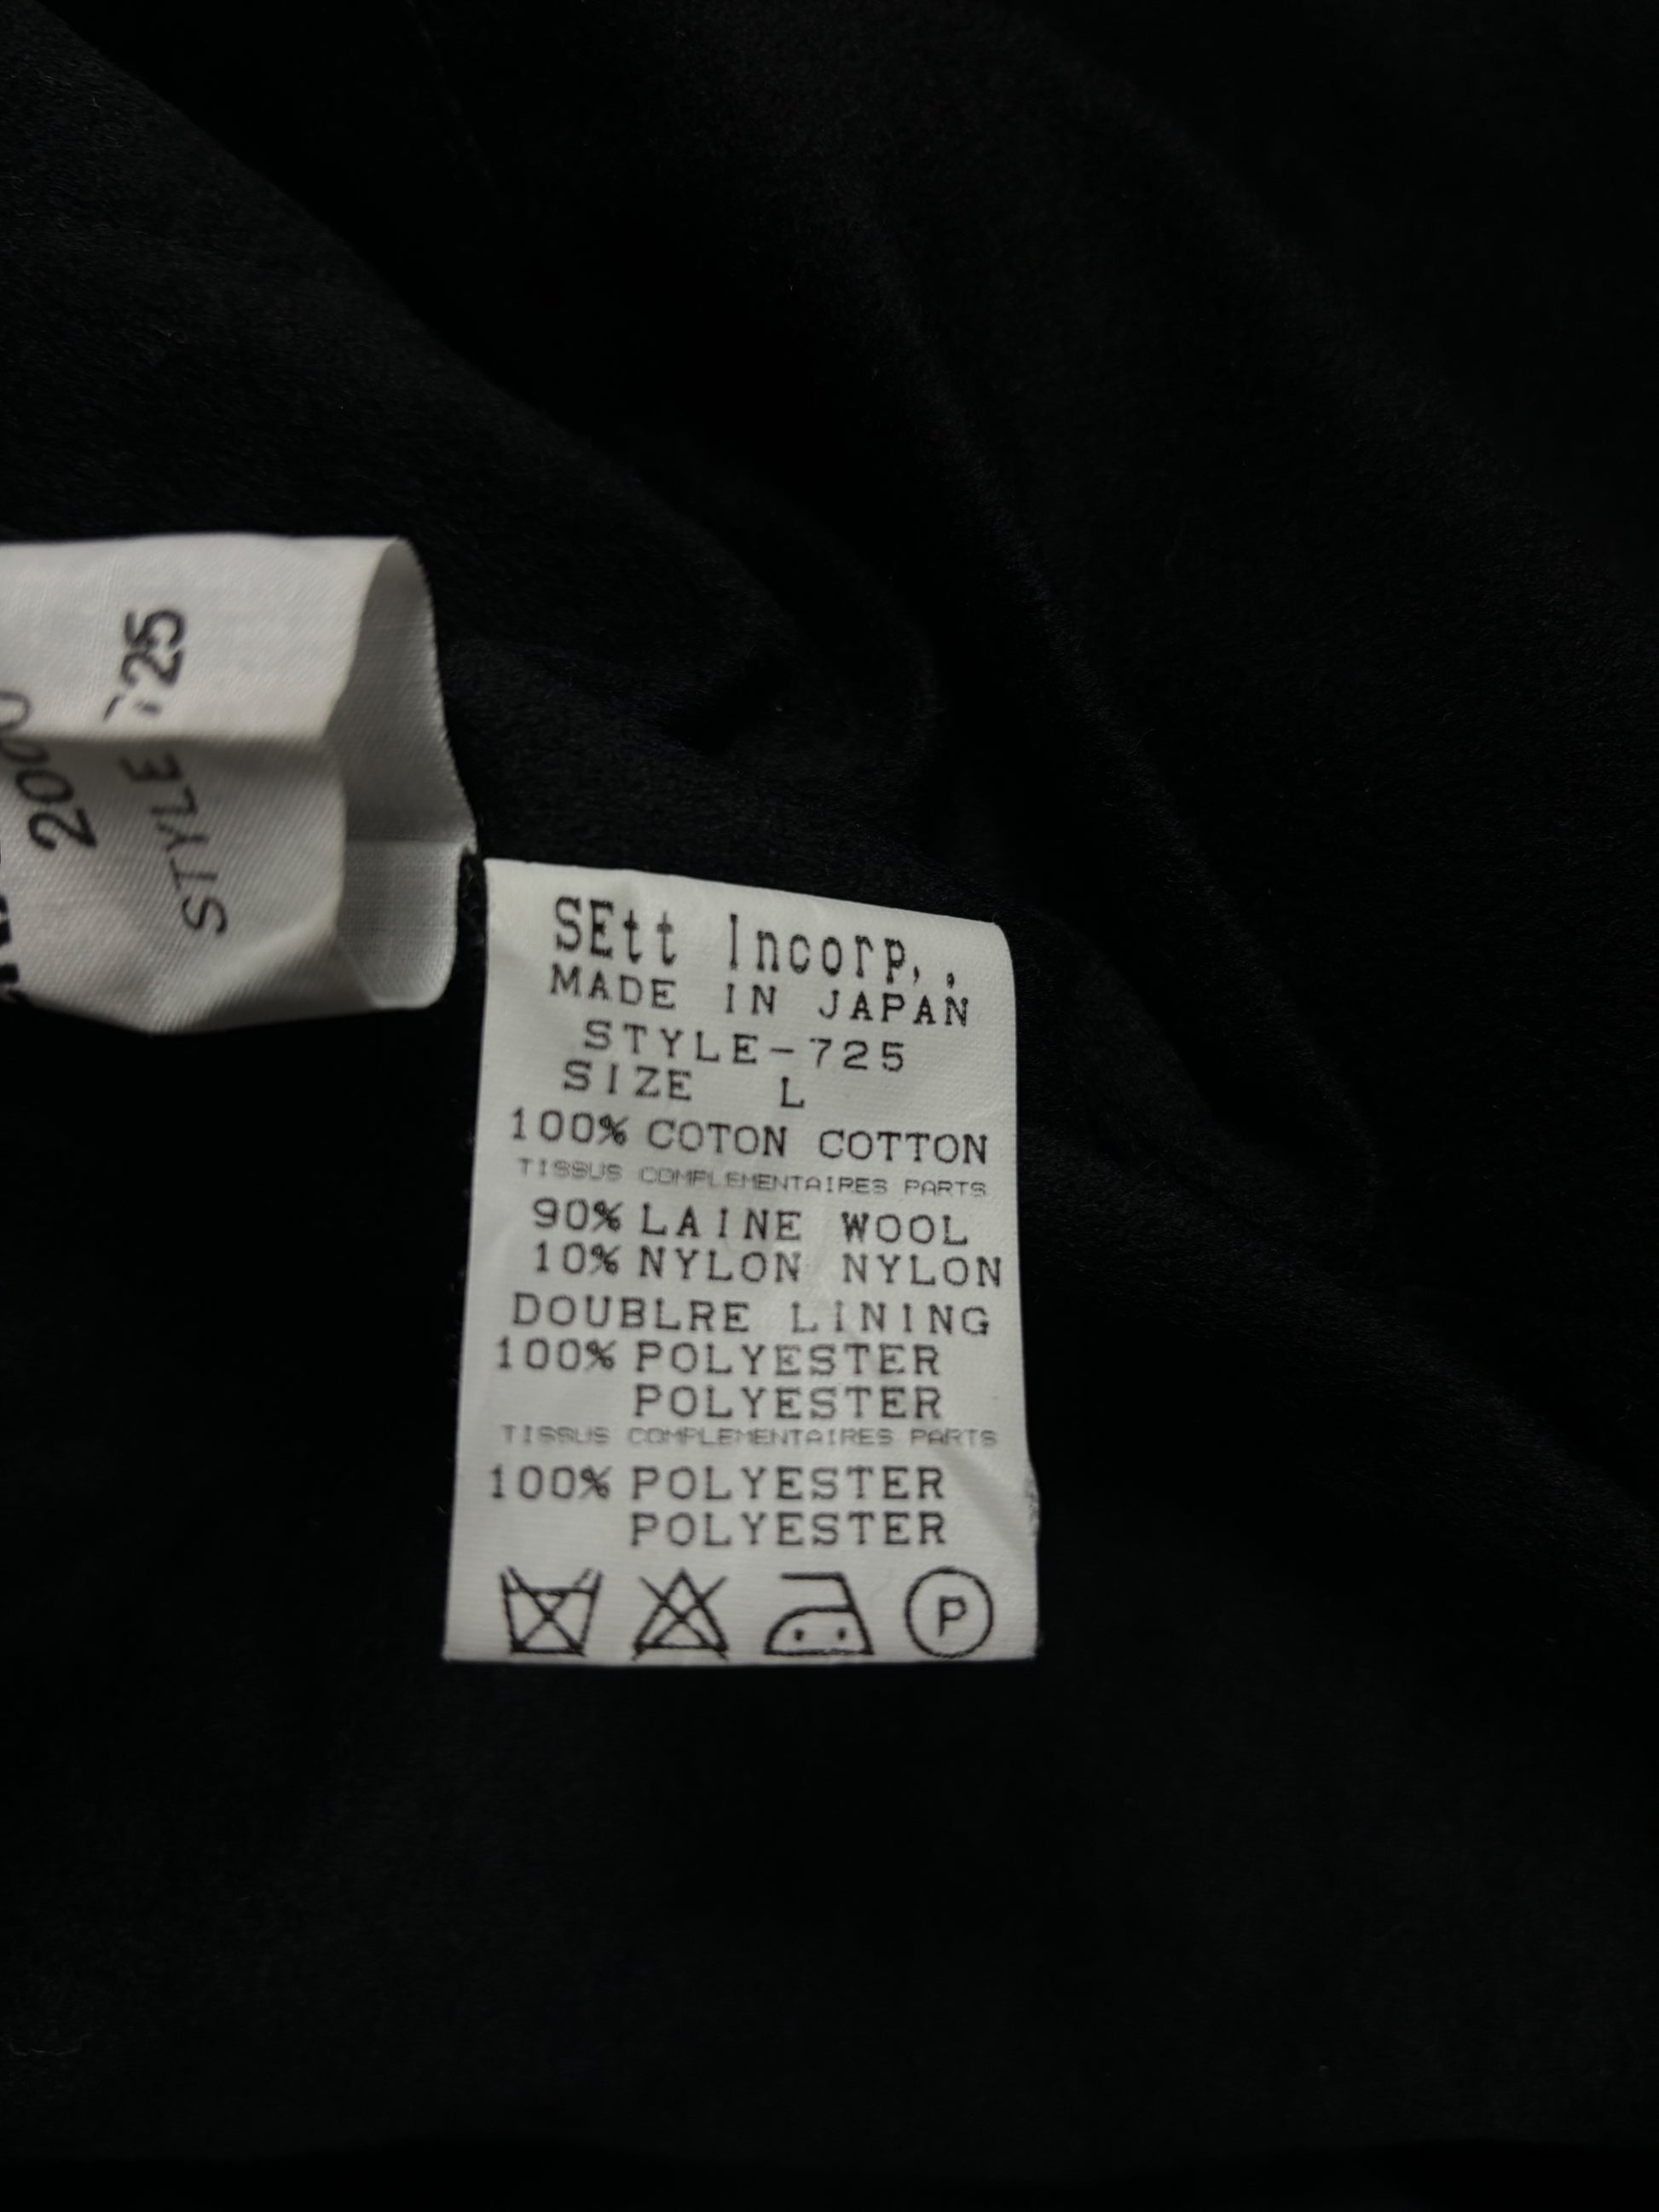 STYLE 725
SEtt Incorp,,
MADE IN JAPAN
STYLE-725
SIZE L
100% COTON COTTON
TISSUS COMPLEMENTAIRES PARTS
90% LAINE WOOL
10% NYLON NYLON
DOUBLRE LINING
100% POLYESTER
POLYESTER
TISSUS COMPLEMENTAIRES PARTS
100% POLYESTER
POLYESTER
P